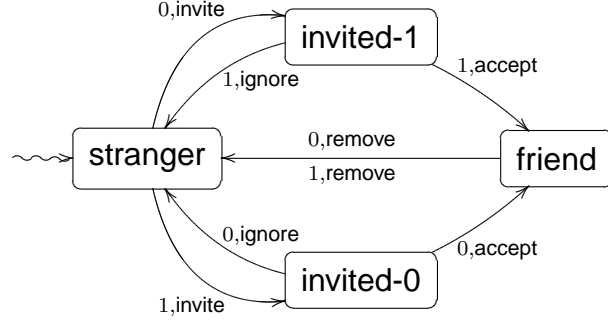 0,invite
invited-1
1,ignore
1,accept
stranger
0,remove
1,remove
friend
0,ignore
0,accept
invited-0
1,invite